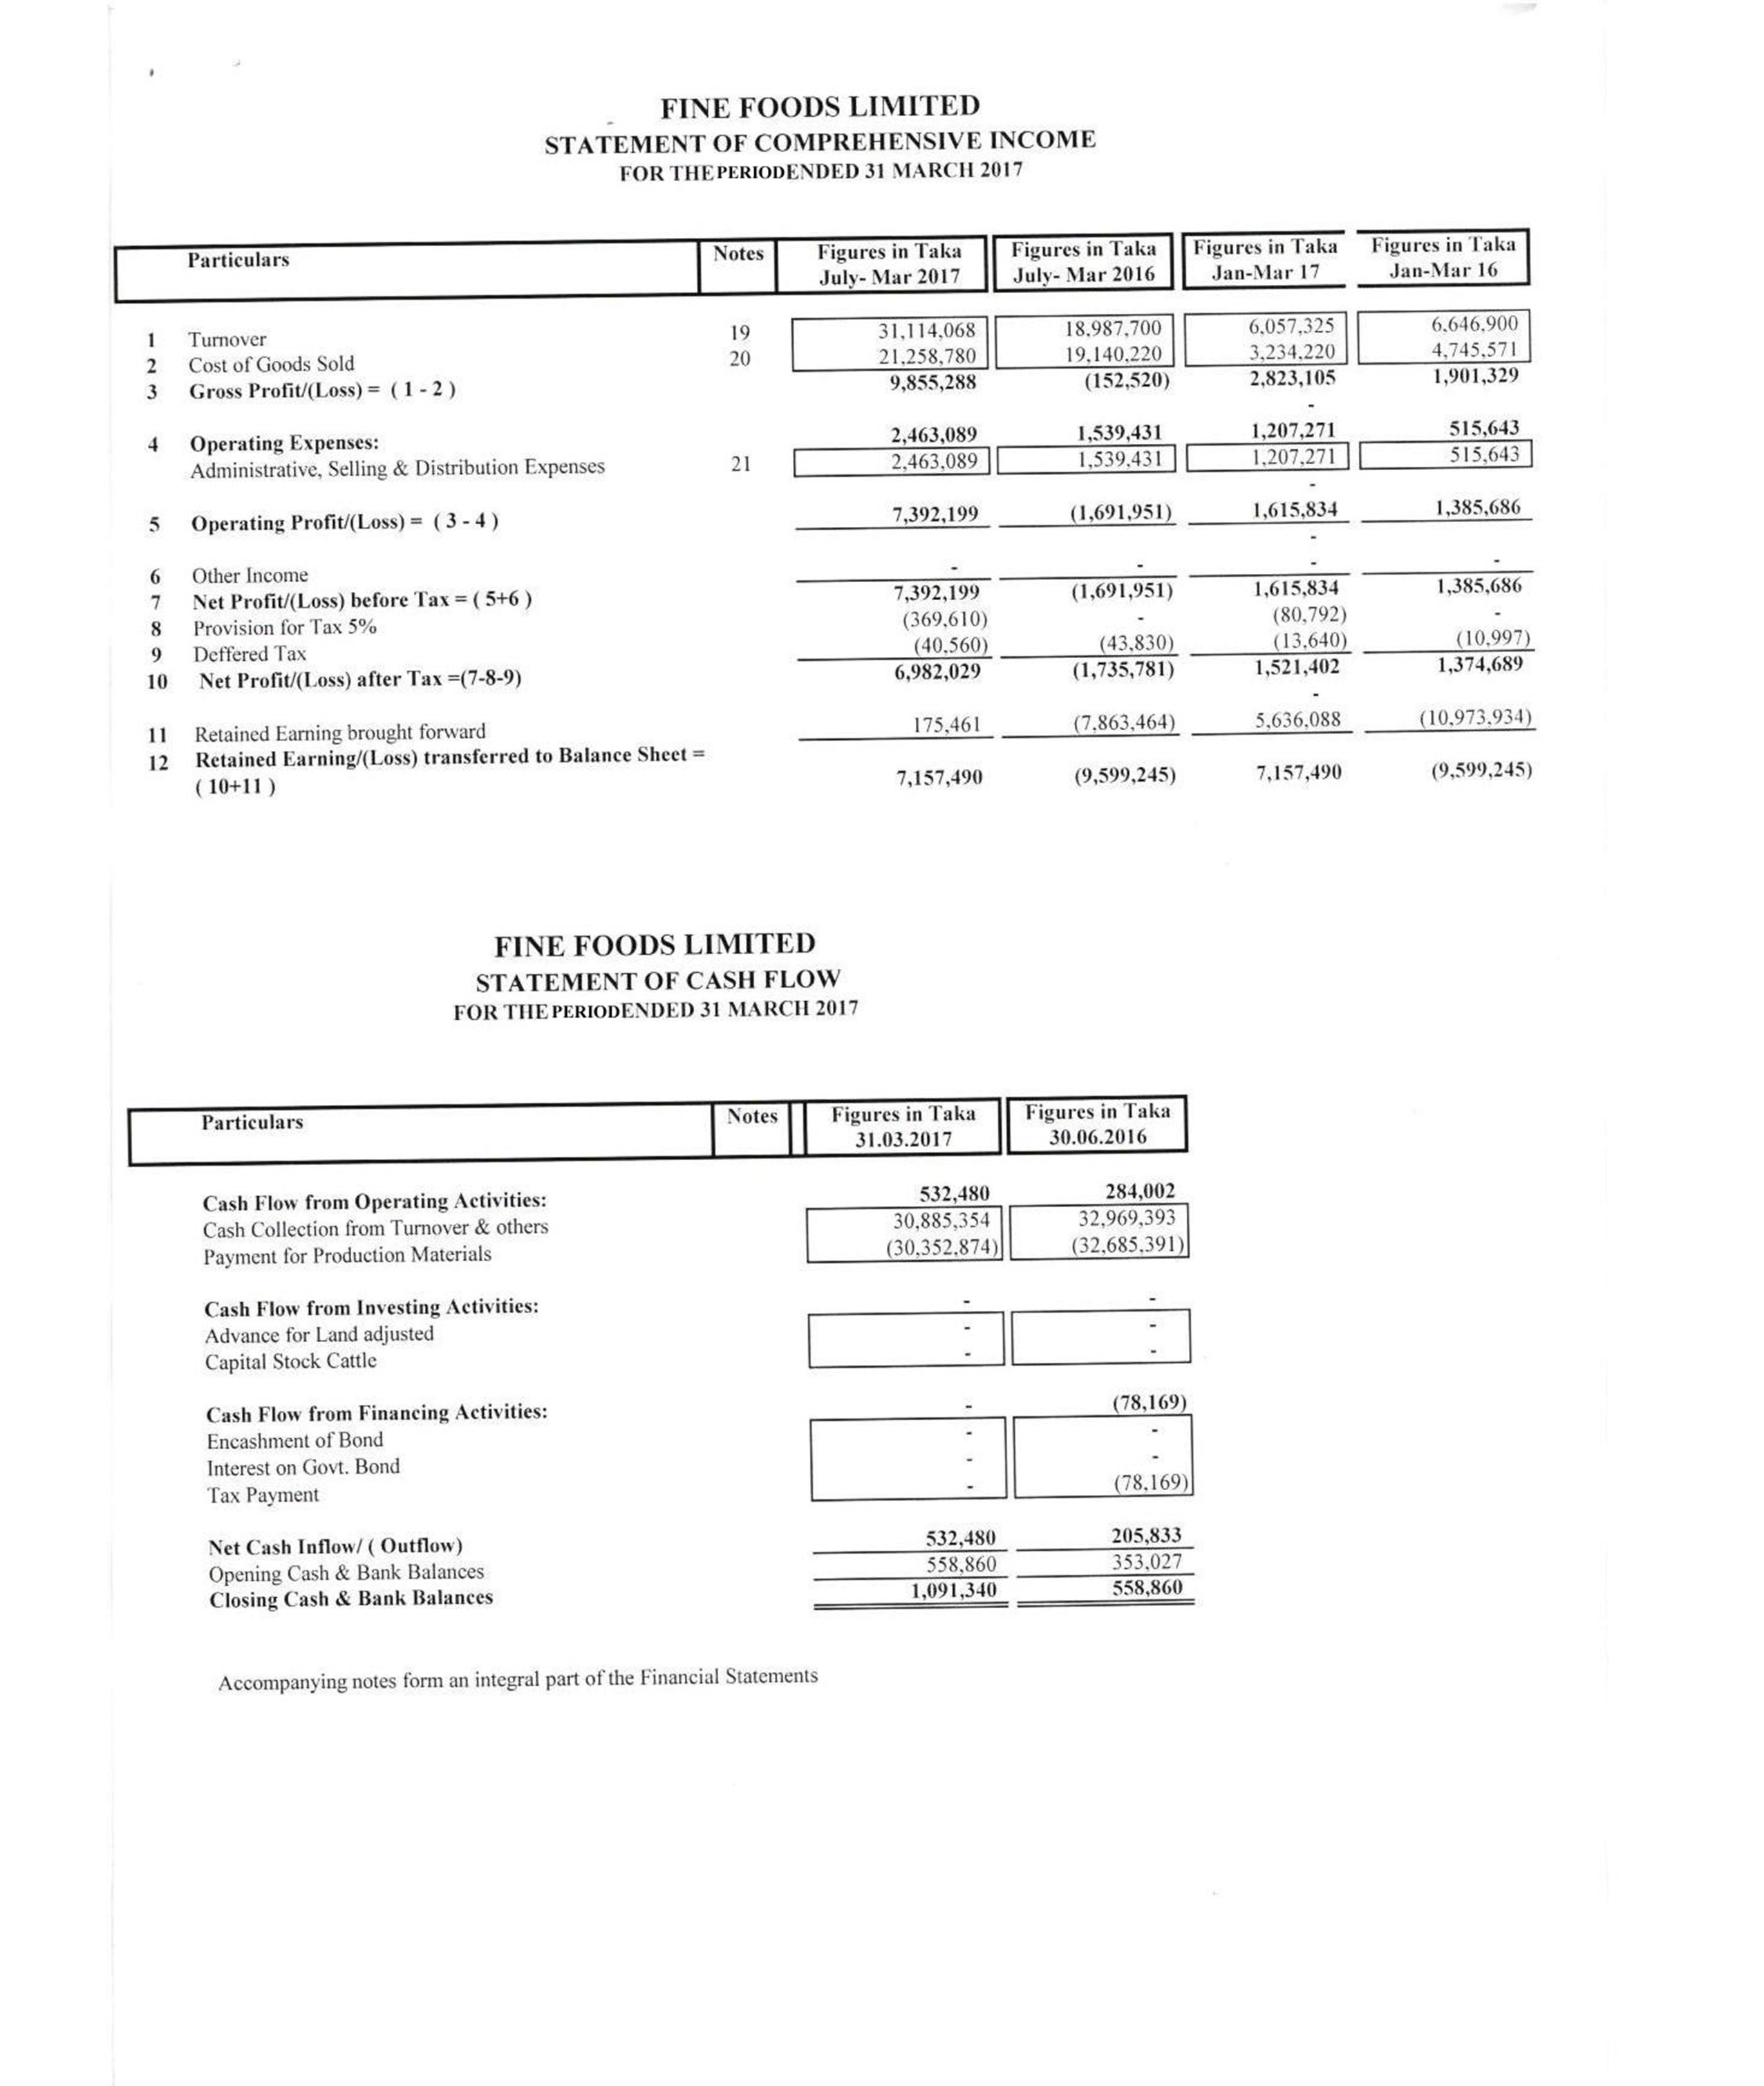 FINE FOODS LIMITED
STATEMENT OF COMPREHENSIVE INCOME
FOR THE PERIOD ENDED 31 MARCH 2017
Particulars Notes Figures in Taka July- Mar 2017 Figures in Taka July- Mar 2016 Figures in Taka Jan-Mar 17 Figures in Taka Jan-Mar 16
1 Turnover 19 31,114,068 18,987,700 6,057,325 6,646,900
2 Cost of Goods Sold 20 21,258,780 19,140,220 3,234,220 4,745,571
3 Gross Profit/(Loss) = ( 1 - 2 ) 9,855,288 (152,520) 2,823,105 1,901,329
-
4 Operating Expenses: 2,463,089 1,539,431 1,207,271 515,643
Administrative, Selling & Distribution Expenses 21 2,463,089 1,539,431 1,207,271 515,643
-
5 Operating Profit/(Loss) = ( 3 - 4 ) 7,392,199 (1,691,951) 1,615,834 1,385,686
-
6 Other Income - - - -
7 Net Profit/(Loss) before Tax = ( 5+6 ) 7,392,199 (1,691,951) 1,615,834 1,385,686
8 Provision for Tax 5% (369,610) - (80,792) -
9 Deffered Tax (40,560) (43,830) (13,640) (10,997)
10 Net Profit/(Loss) after Tax =(7-8-9) 6,982,029 (1,735,781) 1,521,402 1,374,689
-
11 Retained Earning brought forward 175,461 (7,863,464) 5,636,088 (10,973,934)
12 Retained Earning/(Loss) transferred to Balance Sheet =
( 10+11 ) 7,157,490 (9,599,245) 7,157,490 (9,599,245)
FINE FOODS LIMITED
STATEMENT OF CASH FLOW
FOR THE PERIOD ENDED 31 MARCH 2017
Particulars Notes Figures in Taka 31.03.2017 Figures in Taka 30.06.2016
Cash Flow from Operating Activities: 532,480 284,002
Cash Collection from Turnover & others 30,885,354 32,969,393
Payment for Production Materials (30,352,874) (32,685,391)
Cash Flow from Investing Activities: - -
Advance for Land adjusted - -
Capital Stock Cattle - -
Cash Flow from Financing Activities: - (78,169)
Encashment of Bond - -
Interest on Govt. Bond - -
Tax Payment - (78,169)
Net Cash Inflow/ ( Outflow) 532,480 205,833
Opening Cash & Bank Balances 558,860 353,027
Closing Cash & Bank Balances 1,091,340 558,860
Accompanying notes form an integral part of the Financial Statements